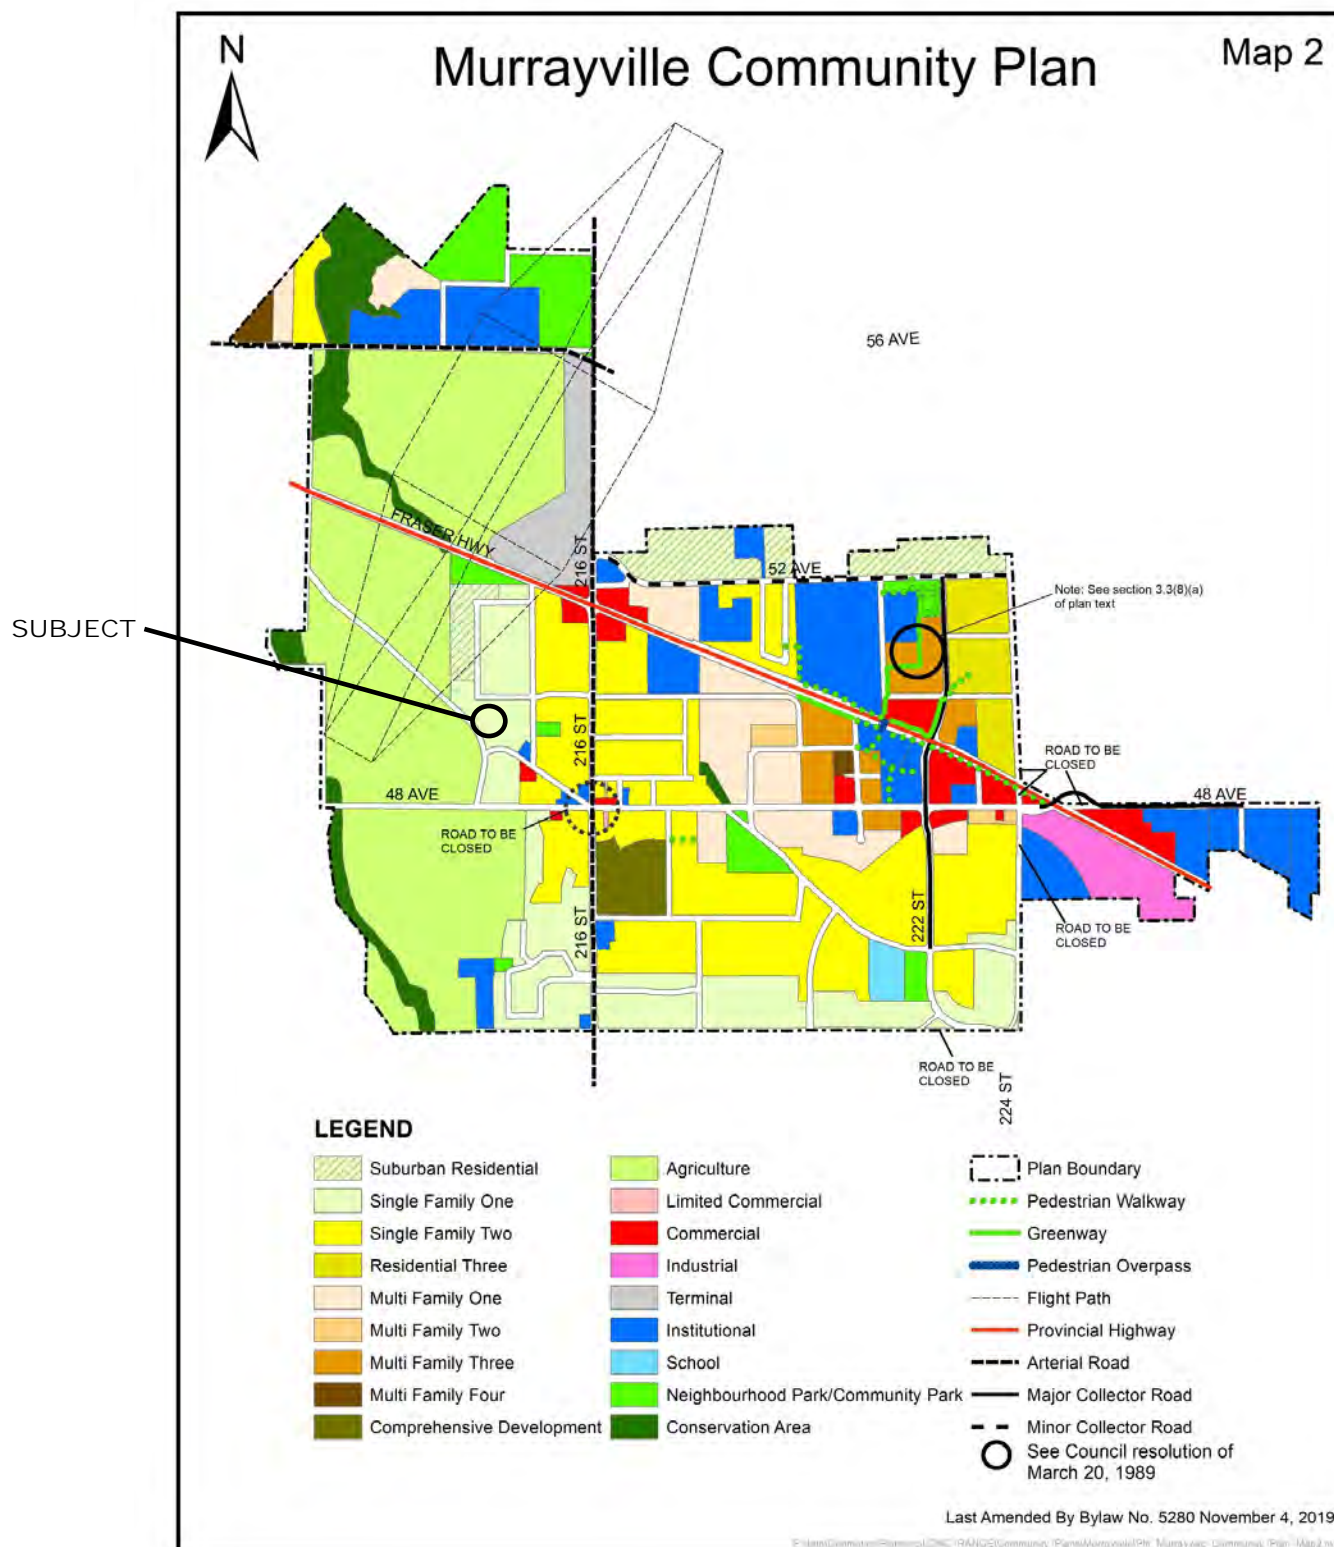 Murrayville Community Plan
Map 2
N
56 AVE
FRASER HWY
216 ST
52 AVE
Note: See section 3.3(8)(a)
of plan text
SUBJECT
216 ST
ROAD TO BE
CLOSED
48 AVE
48 AVE
ROAD TO BE
CLOSED
216 ST
222 ST
ROAD TO BE
CLOSED
ROAD TO BE
CLOSED
224 ST
LEGEND
Suburban Residential
Single Family One
Single Family Two
Residential Three
Multi Family One
Multi Family Two
Multi Family Three
Multi Family Four
Comprehensive Development
Agriculture
Limited Commercial
Commercial
Industrial
Terminal
Institutional
School
Neighbourhood Park/Community Park
Conservation Area
Plan Boundary
Pedestrian Walkway
Greenway
Pedestrian Overpass
Flight Path
Provincial Highway
Arterial Road
Major Collector Road
Minor Collector Road
See Council resolution of
March 20, 1989
Last Amended By Bylaw No. 5280 November 4, 2019